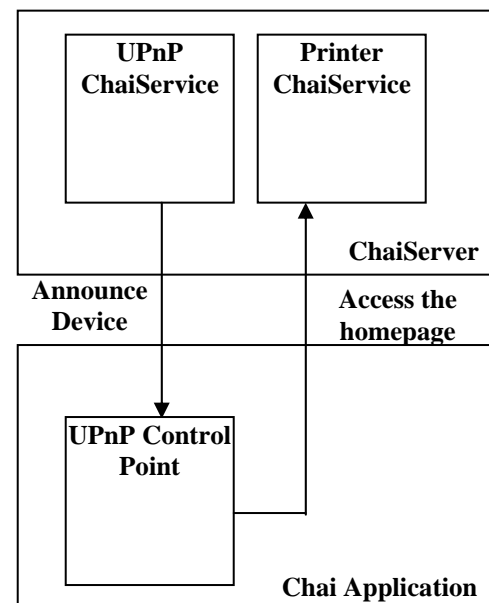 UPnP
ChaiService
Printer
ChaiService
ChaiServer
Announce
Device
Access the
homepage
UPnP Control
Point
Chai Application